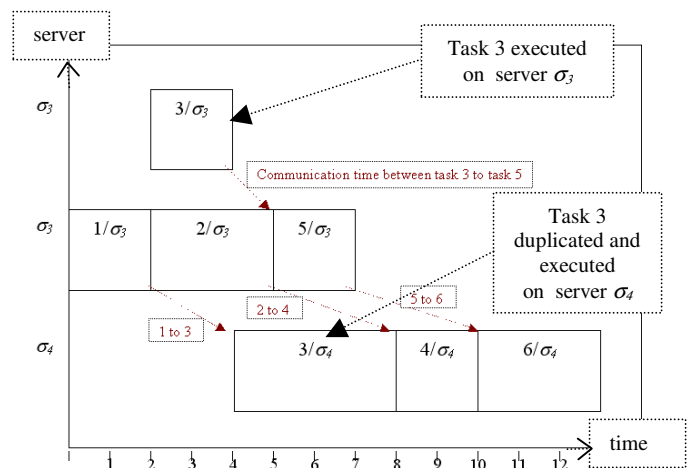 server
Task 3 executed
on server σ3
σ3
3/σ3
Communication time between task 3 to task 5
σ3
1/σ3
2/σ3
5/σ3
Task 3
duplicated and
executed
on server σ4
1 to 3
2 to 4
5 to 6
σ4
3/σ4
4/σ4
6/σ4
time
1 2 3 4 5 6 7 8 9 10 11 12